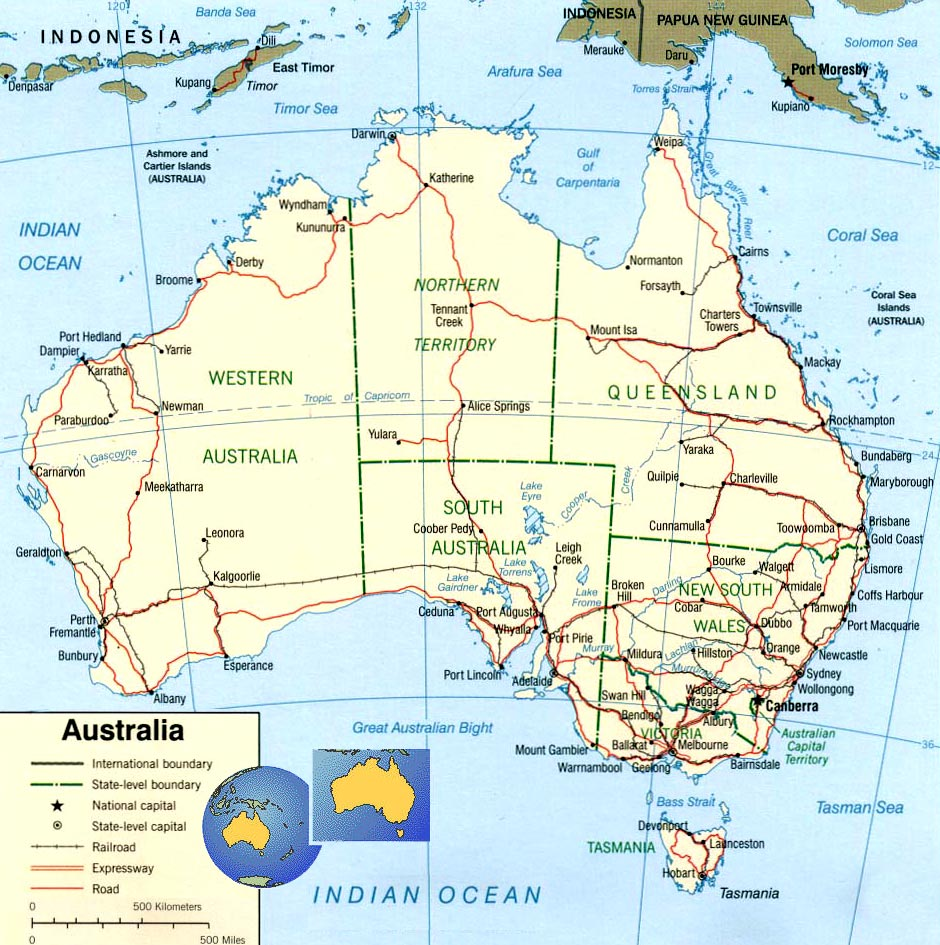 120
Banda Sea
132
144
INDONESIA
PAPUA NEW GUINEA
INDONESIA
Dili
Merauke
Daru
Solomon Sea
East Timor
Arafura Sea
Port Moresby
Denpasar
Kupang
Timor
Torres Strait
Kupiano
Timor Sea
Darwin
Weipa
Ashmore and
Cartier Islands
(AUSTRALIA)
Gulf
of
Carpentaria
Great Barrier Reef
12
Katherine
Wyndham
Kununurra
INDIAN
OCEAN
Coral Sea
Derby
Broome
Normanton
Cairns
NORTHERN
Forsayth
Tennant
Creek
Coral Sea
Islands
(AUSTRALIA)
Townsville
Charters
Towers
Port Hedland
Dampier
Karratha
Yarrie
TERRITORY
Mount Isa
Mackay
WESTERN
QUEENSLAND
Tropic of Capricorn
Paraburdoo
Newman
Alice Springs
Rockhampton
Yulara
Yaraka
24
Gascoyne
AUSTRALIA
Carnarvon
Bundaberg
Meekatharra
Quilpie
Charleville
Maryborough
Lake
Eyre
Cooper
Creek
SOUTH
Coober Pedy
AUSTRALIA
Cunnamulla
Toowoomba
Brisbane
Gold Coast
Leonora
Geraldton
Leigh
Creek
Lake
Torrens
Bourke
Walgett
Lismore
Kalgoorlie
Lake
Gairdner
Lake
Frome
Broken
Hill
Darling
NEW SOUTH
Armidale
Coffs Harbour
Ceduna
Port Augusta
Cobar
Tamworth
Perth
Fremantle
Whyalla
WALES
Dubbo
Port Macquarie
Port Pirie
Bunbury
Esperance
Murray
Mildura
Lachlan
Hillston
Orange
Newcastle
Port Lincoln
Adelaide
Murrumbidgee
Sydney
Wollongong
Albany
Swan Hill
Wagga
Wagga
Canberra
Bendigo
Albury
Great Australian Bight
VICTORIA
Australian
Capital
Territory
Mount Gambier
Ballarat
Melbourne
36
Warrnambool
Geelong
Bairnsdale
Bass Strait
Tasman Sea
Devonport
TASMANIA
Launceston
Hobart
Tasmania
INDIAN OCEAN
Australia
International boundary
State-level boundary
National capital
State-level capital
Railroad
Expressway
Road
0
500 Kilometers
0
500 Miles